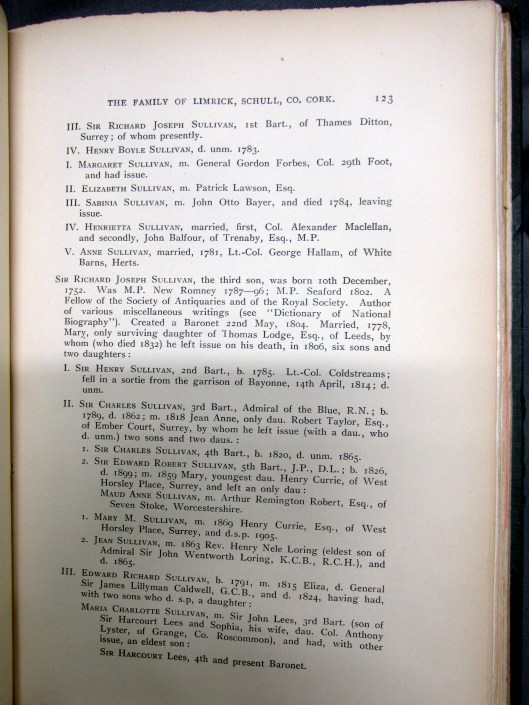 THE FAMILY OF LIMRICK, SCHULL, CO. CORK. 123
III. SIR RICHARD JOSEPH SULLIVAN, 1st Bart., of Thames Ditton,
Surrey; of whom presently.
IV. HENRY BOYLE SULLIVAN, d. unm. 1783.
I. MARGARET SULLIVAN, m. General Gordon Forbes, Col. 29th Foot,
and had issue.
II. ELIZABETH SULLIVAN, m. Patrick Lawson, Esq.
III. SABINIA SULLIVAN, m. John Otto Bayer, and died 1784, leaving
issue.
IV. HENRIETTA SULLIVAN, married, first, Col. Alexander Maclellan,
and secondly, John Balfour, of Trenaby, Esq., M.P.
V. ANNE SULLIVAN, married, 1781, Lt.-Col. George Hallam, of White
Barns, Herts.
SIR RICHARD JOSEPH SULLIVAN, the third son, was born 10th December,
1752. Was M.P. New Romney 1787—96; M.P. Seaford 1802. A
Fellow of the Society of Antiquaries and of the Royal Society. Author
of various miscellaneous writings (see "Dictionary of National
Biography"). Created a Baronet 22nd May, 1804. Married, 1778,
Mary, only surviving daughter of Thomas Lodge, Esq., of Leeds, by
whom (who died 1832) he left issue on his death, in 1806, six sons and
two daughters:
I. SIR HENRY SULLIVAN, 2nd Bart., b. 1785. Lt.-Col. Coldstreams;
fell in a sortie from the garrison of Bayonne, 14th April, 1814; d.
unm.
II. SIR CHARLES SULLIVAN, 3rd Bart., Admiral of the Blue, R.N.; b.
1789, d. 1862; m. 1818 Jean Anne, only dau. Robert Taylor, Esq.,
of Ember Court, Surrey, by whom he left issue (with a dau., who
d. unm.) two sons and two daus. :
1. SIR CHARLES SULLIVAN, 4th Bart., b. 1820, d. unm. 1865.
2. SIR EDWARD ROBERT SULLIVAN, 5th Bart., J.P., D.L.; b. 1826,
d. 1899; m. 1859 Mary, youngest dau. Henry Currie, of West
Horsley Place, Surrey, and left an only dau :
MAUD ANNE SULLIVAN, m. Arthur Remington Robert, Esq., of
Seven Stoke, Worcestershire.
1. MARY M. SULLIVAN, m. 1869 Henry Currie, Esq., of West
Horsley Place, Surrey, and d.s.p. 1905.
2. JEAN SULLIVAN, m. 1863 Rev. Henry Nele Loring (eldest son of
Admiral Sir John Wentworth Loring, K.C.B., R.C.H.), and
d. 1865.
III. EDWARD RICHARD SULLIVAN, b. 1791, m. 1815 Eliza, d. General
Sir James Lillyman Caldwell, G.C.B., and d. 1824, having had,
with two sons who d. s.p, a daughter :
MARIA CHARLOTTE SULLIVAN, m. Sir John Lees, 3rd Bart. (son of
Sir Harcourt Lees and Sophia, his wife, dau. Col. Anthony
Lyster, of Grange, Co. Roscommon), and had, with other
issue, an eldest son :
SIR HARCOURT LEES, 4th and present Baronet.